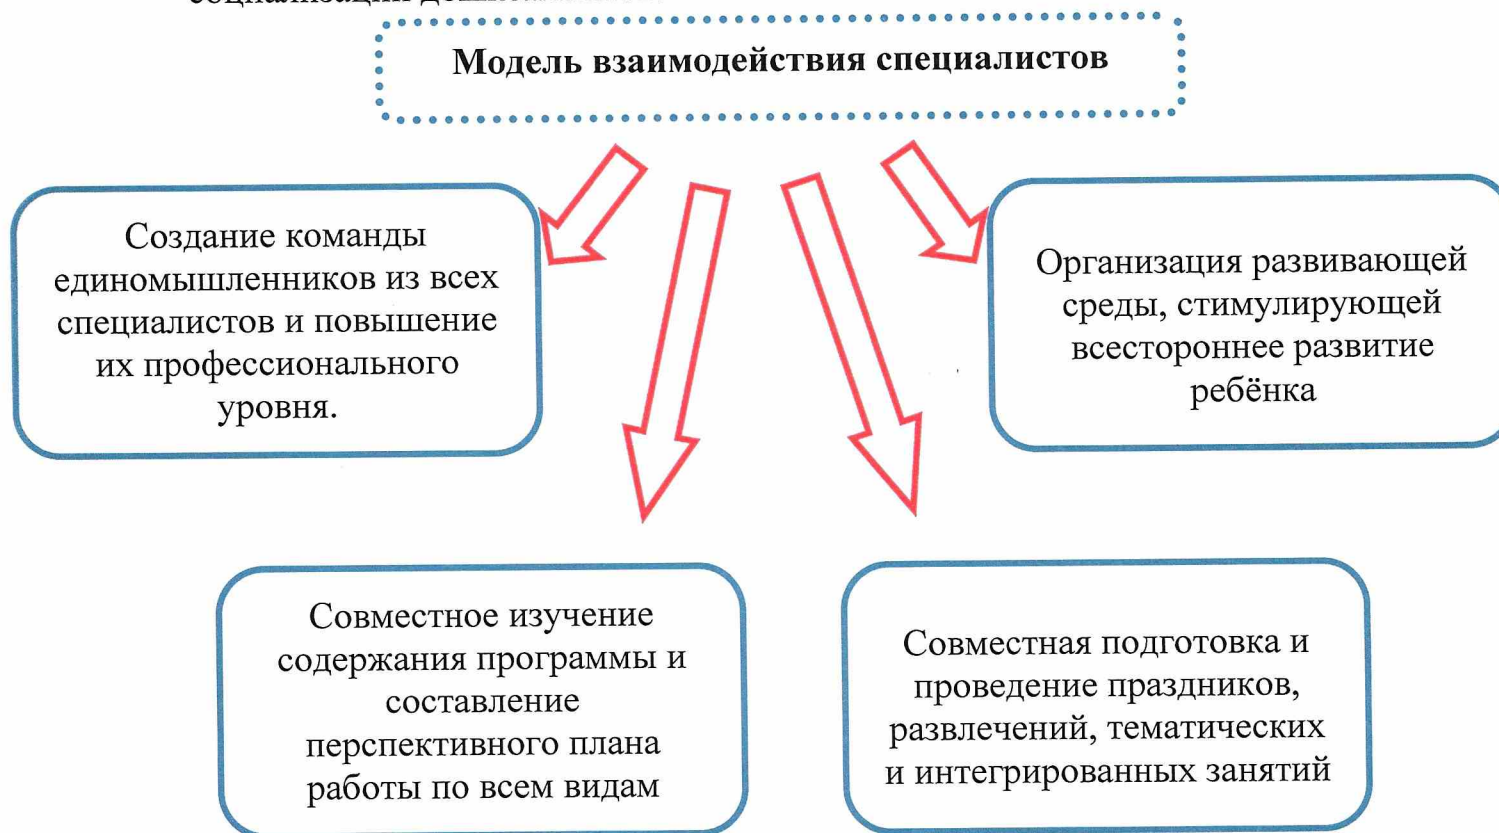 Модель взаимодействия специалистов
Создание команды
единомышленников из всех
специалистов и повышение
их профессионального
уровня.
Организация развивающей
среды, стимулирующей
всестороннее развитие
ребёнка
Совместное изучение
содержания программы и
составление
перспективного плана
работы по всем видам
Совместная подготовка и
проведение праздников,
развлечений, тематических
и интегрированных занятий